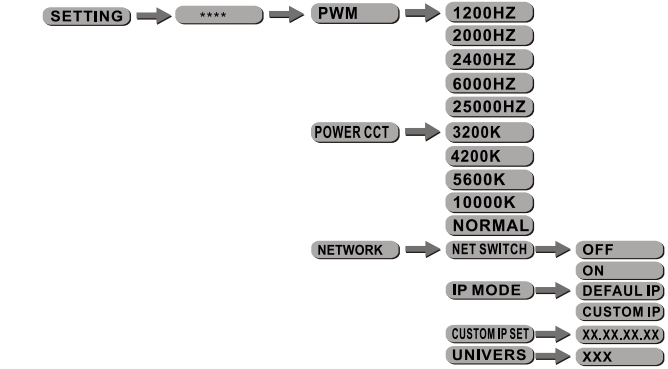 SETTING **** PWM 1200HZ
2000HZ
2400HZ
6000HZ
25000HZ
POWER CCT 3200K
4200K
5600K
10000K
NORMAL
NETWORK NET SWITCH OFF
ON
IP MODE DEFAUL IP
CUSTOM IP
CUSTOM IP SET XX.XX.XX.XX
UNIVERS XXX